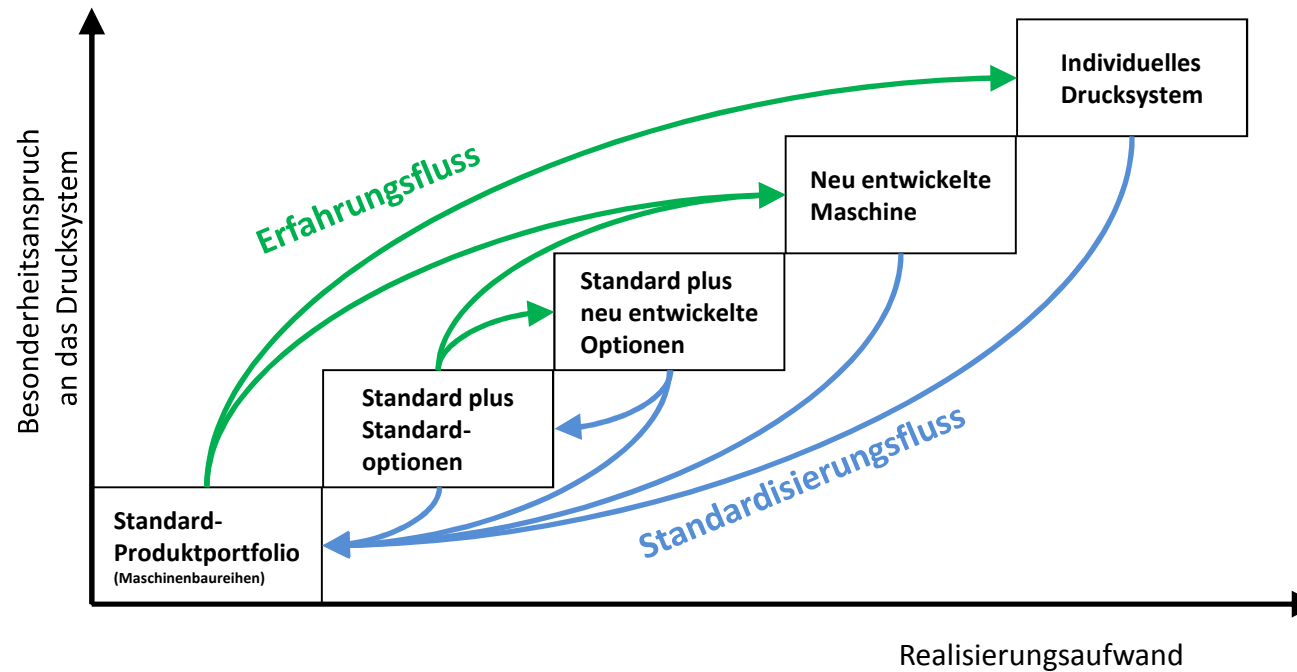 Besonderheitsanspruch
an das Drucksystem
Individuelles
Drucksystem
Erfahrungsfluss
Neu entwickelte
Maschine
Standard plus
neu entwickelte
Optionen
Standard plus
Standard-
optionen
Standardisierungsfluss
Standard-
Produktportfolio
(Maschinenbaureihen)
Realisierungsaufwand